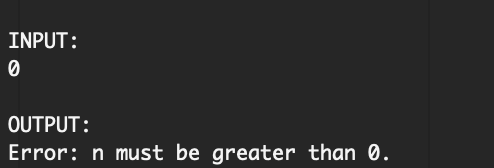 INPUT:
0
OUTPUT:
Error: n must be greater than 0.